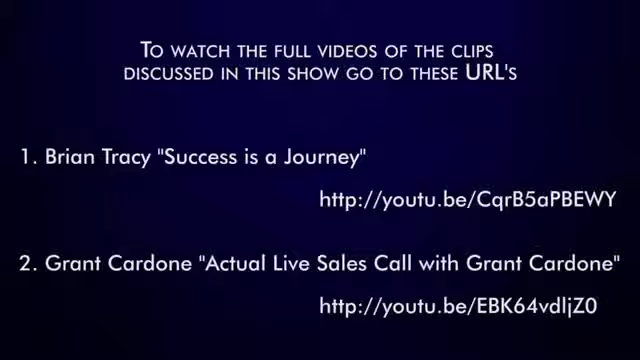 To watch the full videos of the clips
discussed in this show go to these URL's
1. Brian Tracy "Success is a Journey"
http://youtu.be/CqrB5aPBEWY
2. Grant Cardone "Actual Live Sales Call with Grant Cardone"
http://youtu.be/EBK64vdljZ0